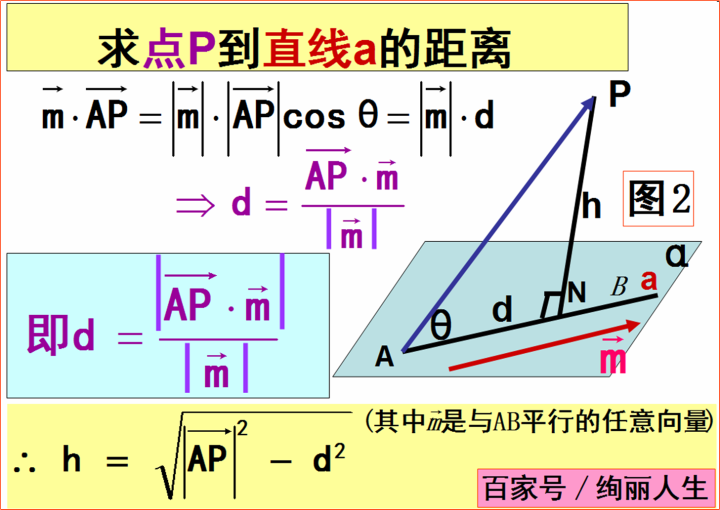 求点P到直线a的距离
m⃗ · AP⃗ = |m⃗| · |AP⃗| cos θ = |m⃗| · d
⇒ d = AP⃗ · m⃗ / |m⃗|
即d = |AP⃗ · m⃗| / |m⃗|
P
h
图2
α
a
B
N
d
θ
A
m⃗
(其中m⃗是与AB平行的任意向量)
∴ h = √(|AP⃗|² − d²)
百家号/绚丽人生